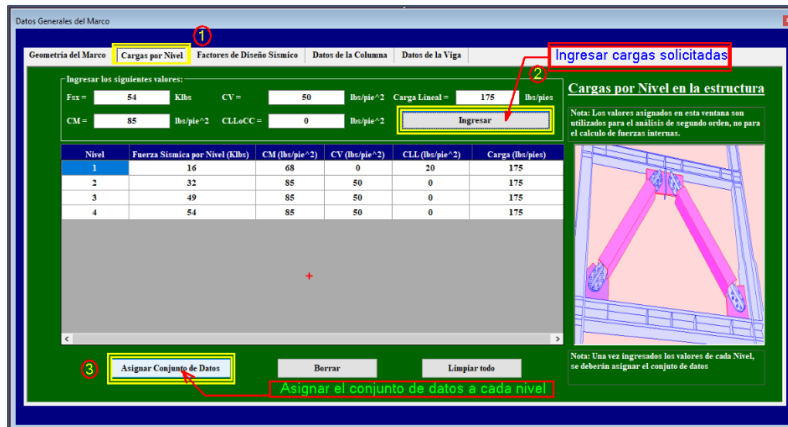 Datos Generales del Marco
1
Geometría del Marco
Cargas por Nivel
Factores de Diseño Sísmico
Datos de la Columna
Datos de la Viga
Ingresar cargas solicitadas
2
Ingresar los siguientes valores:
Fsx = 54 Klbs CV = 50 lbs/pie^2 Carga Lineal = 175 lbs/pies
CM = 85 lbs/pie^2 CLLoCC = 0 lbs/pie^2 Ingresar
Cargas por Nivel en la estructura
Nota: Los valores asignados en esta ventana son
utilizados para el análisis de segundo orden, no para
el calculo de fuerzas internas.
Nivel Fuerza Sísmica por Nivel (Klbs) CM (lbs/pie^2) CV (lbs/pie^2) CLL (lbs/pie^2) Carga (lbs/pies)
1 16 68 0 20 175
2 32 85 50 0 175
3 49 85 50 0 175
4 54 85 50 0 175
3
Asignar Conjunto de Datos
Borrar
Limpiar todo
Asignar el conjunto de datos a cada nivel
Nota: Una vez ingresados los valores de cada Nivel,
se deberán asignar el conjuto de datos